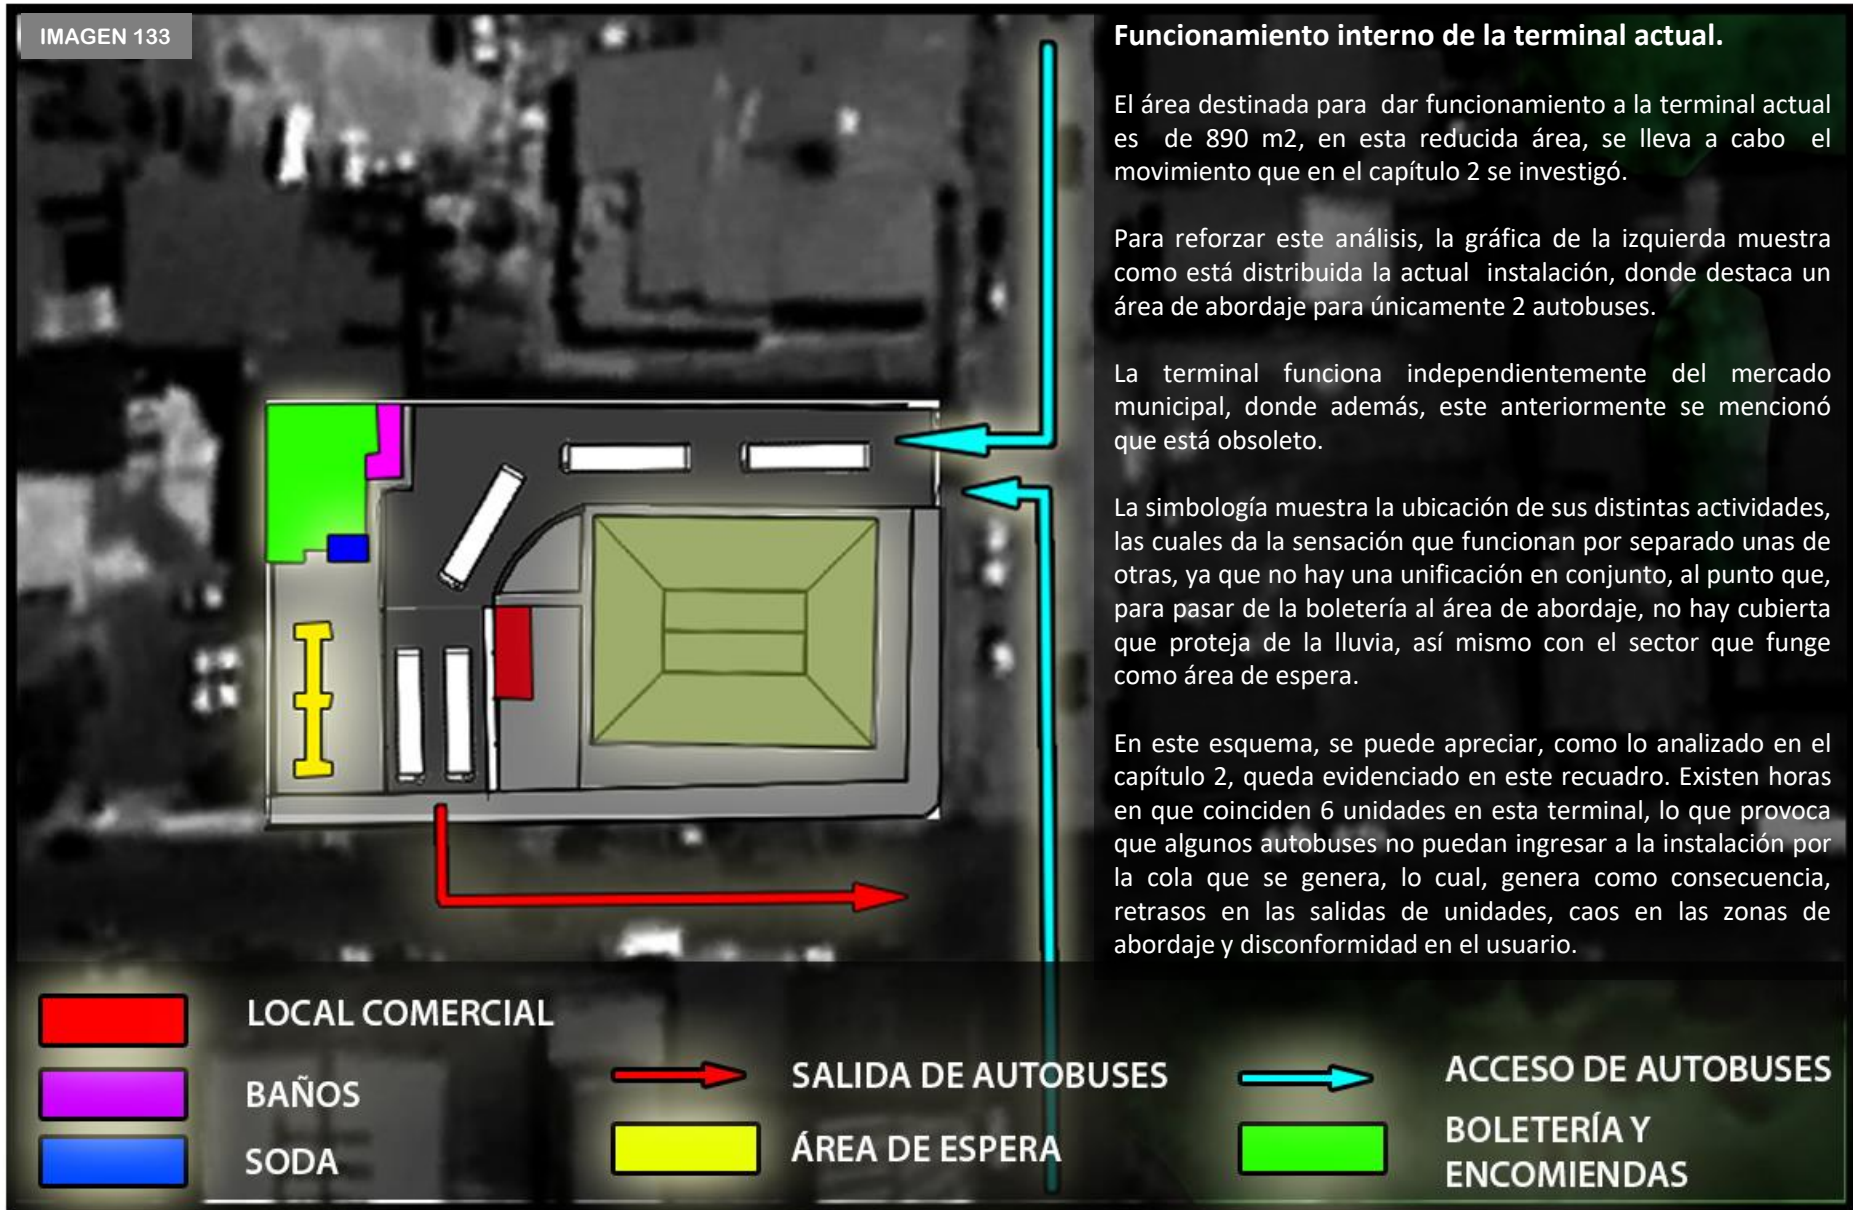 IMAGEN 133
Funcionamiento interno de la terminal actual.
El área destinada para dar funcionamiento a la terminal actual
es de 890 m2, en esta reducida área, se lleva a cabo el
movimiento que en el capítulo 2 se investigó.
Para reforzar este análisis, la gráfica de la izquierda muestra
como está distribuida la actual instalación, donde destaca un
área de abordaje para únicamente 2 autobuses.
La terminal funciona independientemente del mercado
municipal, donde además, este anteriormente se mencionó
que está obsoleto.
La simbología muestra la ubicación de sus distintas actividades,
las cuales da la sensación que funcionan por separado unas de
otras, ya que no hay una unificación en conjunto, al punto que,
para pasar de la boletería al área de abordaje, no hay cubierta
que proteja de la lluvia, así mismo con el sector que funge
como área de espera.
En este esquema, se puede apreciar, como lo analizado en el
capítulo 2, queda evidenciado en este recuadro. Existen horas
en que coinciden 6 unidades en esta terminal, lo que provoca
que algunos autobuses no puedan ingresar a la instalación por
la cola que se genera, lo cual, genera como consecuencia,
retrasos en las salidas de unidades, caos en las zonas de
abordaje y disconformidad en el usuario.
LOCAL COMERCIAL
BAÑOS
SODA
SALIDA DE AUTOBUSES
ÁREA DE ESPERA
ACCESO DE AUTOBUSES
BOLETERÍA Y
ENCOMIENDAS